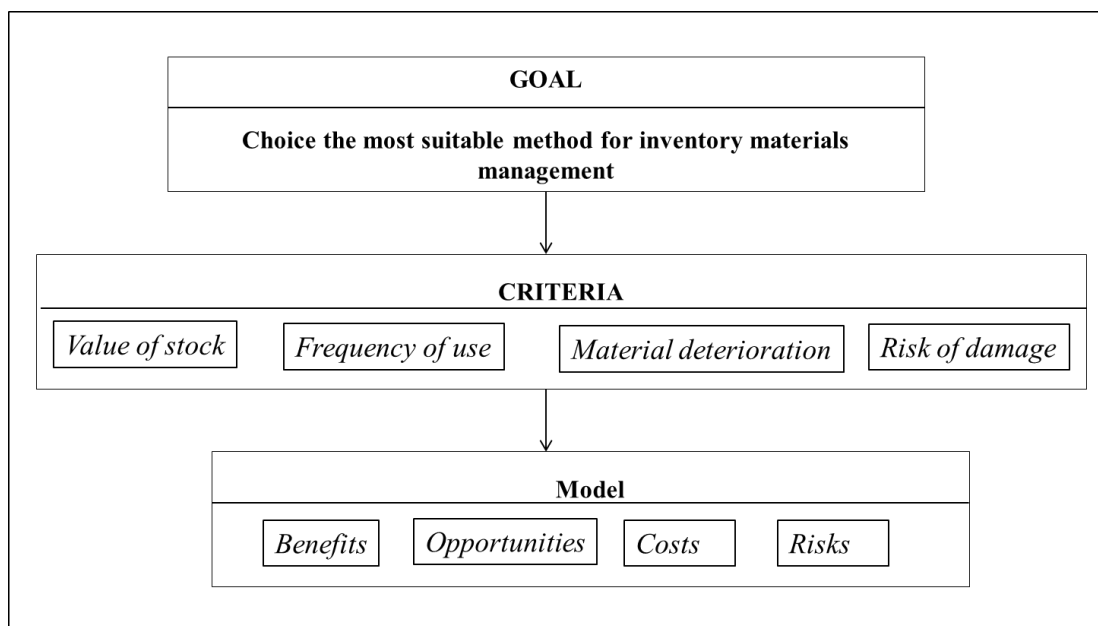 GOAL
Choice the most suitable method for inventory materials
management
CRITERIA
Value of stock
Frequency of use
Material deterioration
Risk of damage
Model
Benefits
Opportunities
Costs
Risks